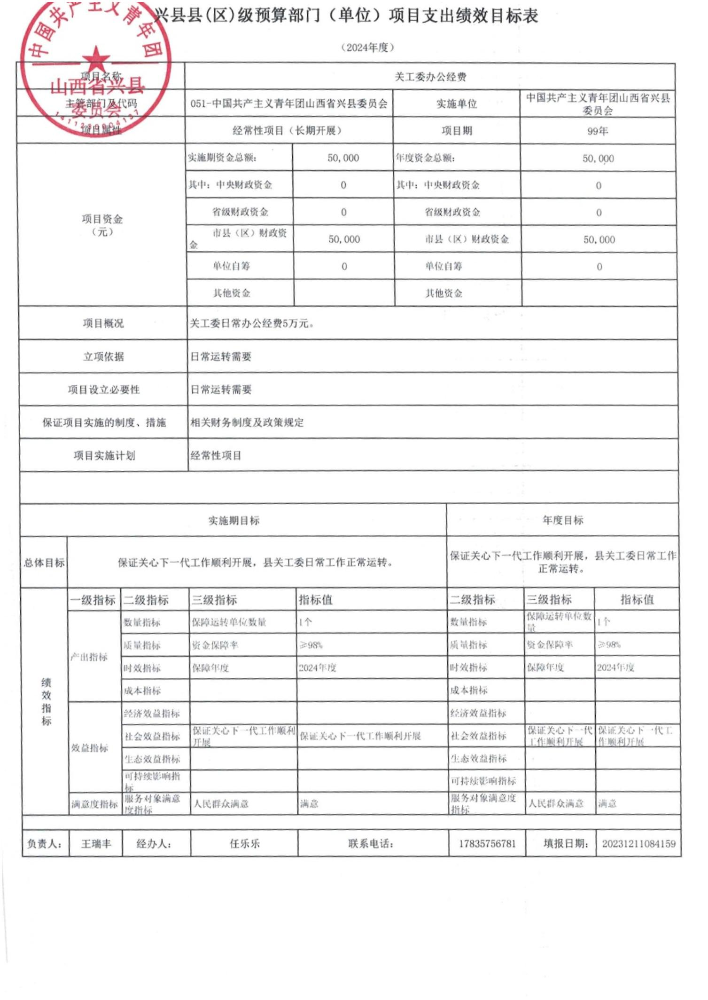 兴县县(区)级预算部门（单位）项目支出绩效目标表
（2024年度）
中国共产主义青年团
山西省兴县
委员会
项目名称 关工委办公经费
主管部门及代码 051-中国共产主义青年团山西省兴县委员会 实施单位 中国共产主义青年团山西省兴县
委员会
项目属性 经常性项目（长期开展） 项目期 99年
项目资金
（元）
实施期资金总额： 50,000 年度资金总额： 50,000
其中：中央财政资金 0 其中：中央财政资金 0
省级财政资金 0 省级财政资金 0
市县（区）财政资
金 50,000 市县（区）财政资金 50,000
单位自筹 0 单位自筹 0
其他资金 其他资金
项目概况 关工委日常办公经费5万元。
立项依据 日常运转需要
项目设立必要性 日常运转需要
保证项目实施的制度、措施 相关财务制度及政策规定
项目实施计划 经常性项目
实施期目标 年度目标
总体目标 保证关心下一代工作顺利开展，县关工委日常工作正常运转。 保证关心下一代工作顺利开展，县关工委日常工作
正常运转。
绩
效
指
标
一级指标 二级指标 三级指标 指标值 二级指标 三级指标 指标值
产出指标
数量指标 保障运转单位数量 1个 数量指标 保障运转单位数
量 1个
质量指标 资金保障率 ≥98% 质量指标 资金保障率 ≥98%
时效指标 保障年度 2024年度 时效指标 保障年度 2024年度
成本指标 成本指标
效益指标
经济效益指标 经济效益指标
社会效益指标 保证关心下一代工作顺利
开展 保证关心下一代工作顺利开展 社会效益指标 保证关心下一代
工作顺利开展 保证关心下一代工
作顺利开展
生态效益指标 生态效益指标
可持续影响指
标 可持续影响指标
满意度指标 服务对象满意
度指标 人民群众满意 满意 服务对象满意度
指标 人民群众满意 满意
负责人： 王瑞丰 经办人： 任乐乐 联系电话： 17835756781 填报日期： 20231211084159